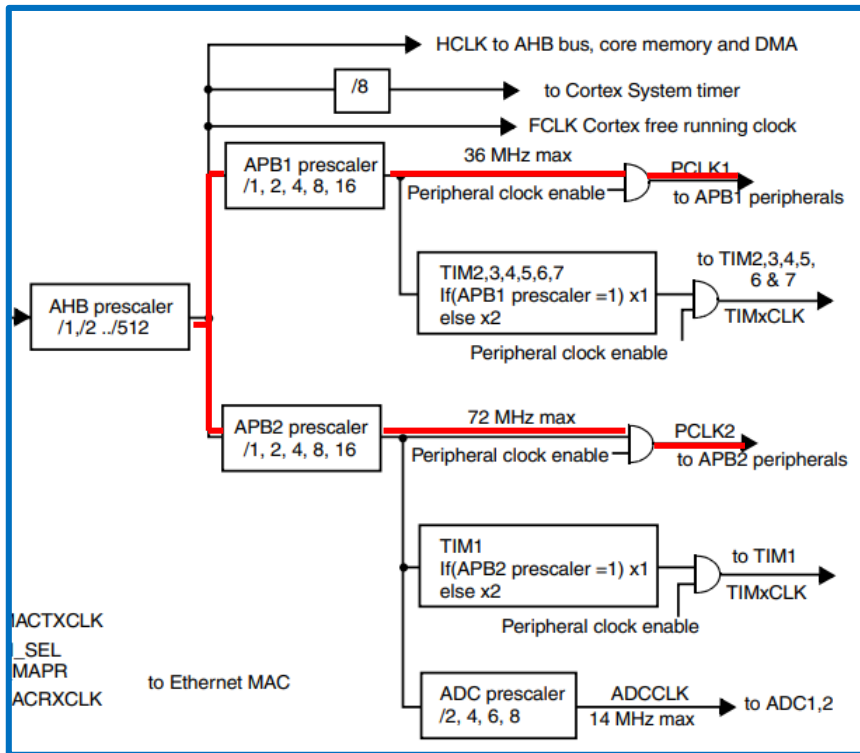 HCLK to AHB bus, core memory and DMA
/8
to Cortex System timer
FCLK Cortex free running clock
APB1 prescaler
/1, 2, 4, 8, 16
36 MHz max
PCLK1
Peripheral clock enable
to APB1 peripherals
TIM2,3,4,5,6,7
If(APB1 prescaler =1) x1
else x2
to TIM2,3,4,5,
6 & 7
TIMxCLK
Peripheral clock enable
AHB prescaler
/1,/2 ../512
APB2 prescaler
/1, 2, 4, 8, 16
72 MHz max
PCLK2
Peripheral clock enable
to APB2 peripherals
TIM1
If(APB2 prescaler =1) x1
else x2
to TIM1
TIMxCLK
Peripheral clock enable
MACTXCLK
I_SEL
MAPR
ACRXCLK
to Ethernet MAC
ADC prescaler
/2, 4, 6, 8
ADCCLK
14 MHz max
to ADC1,2